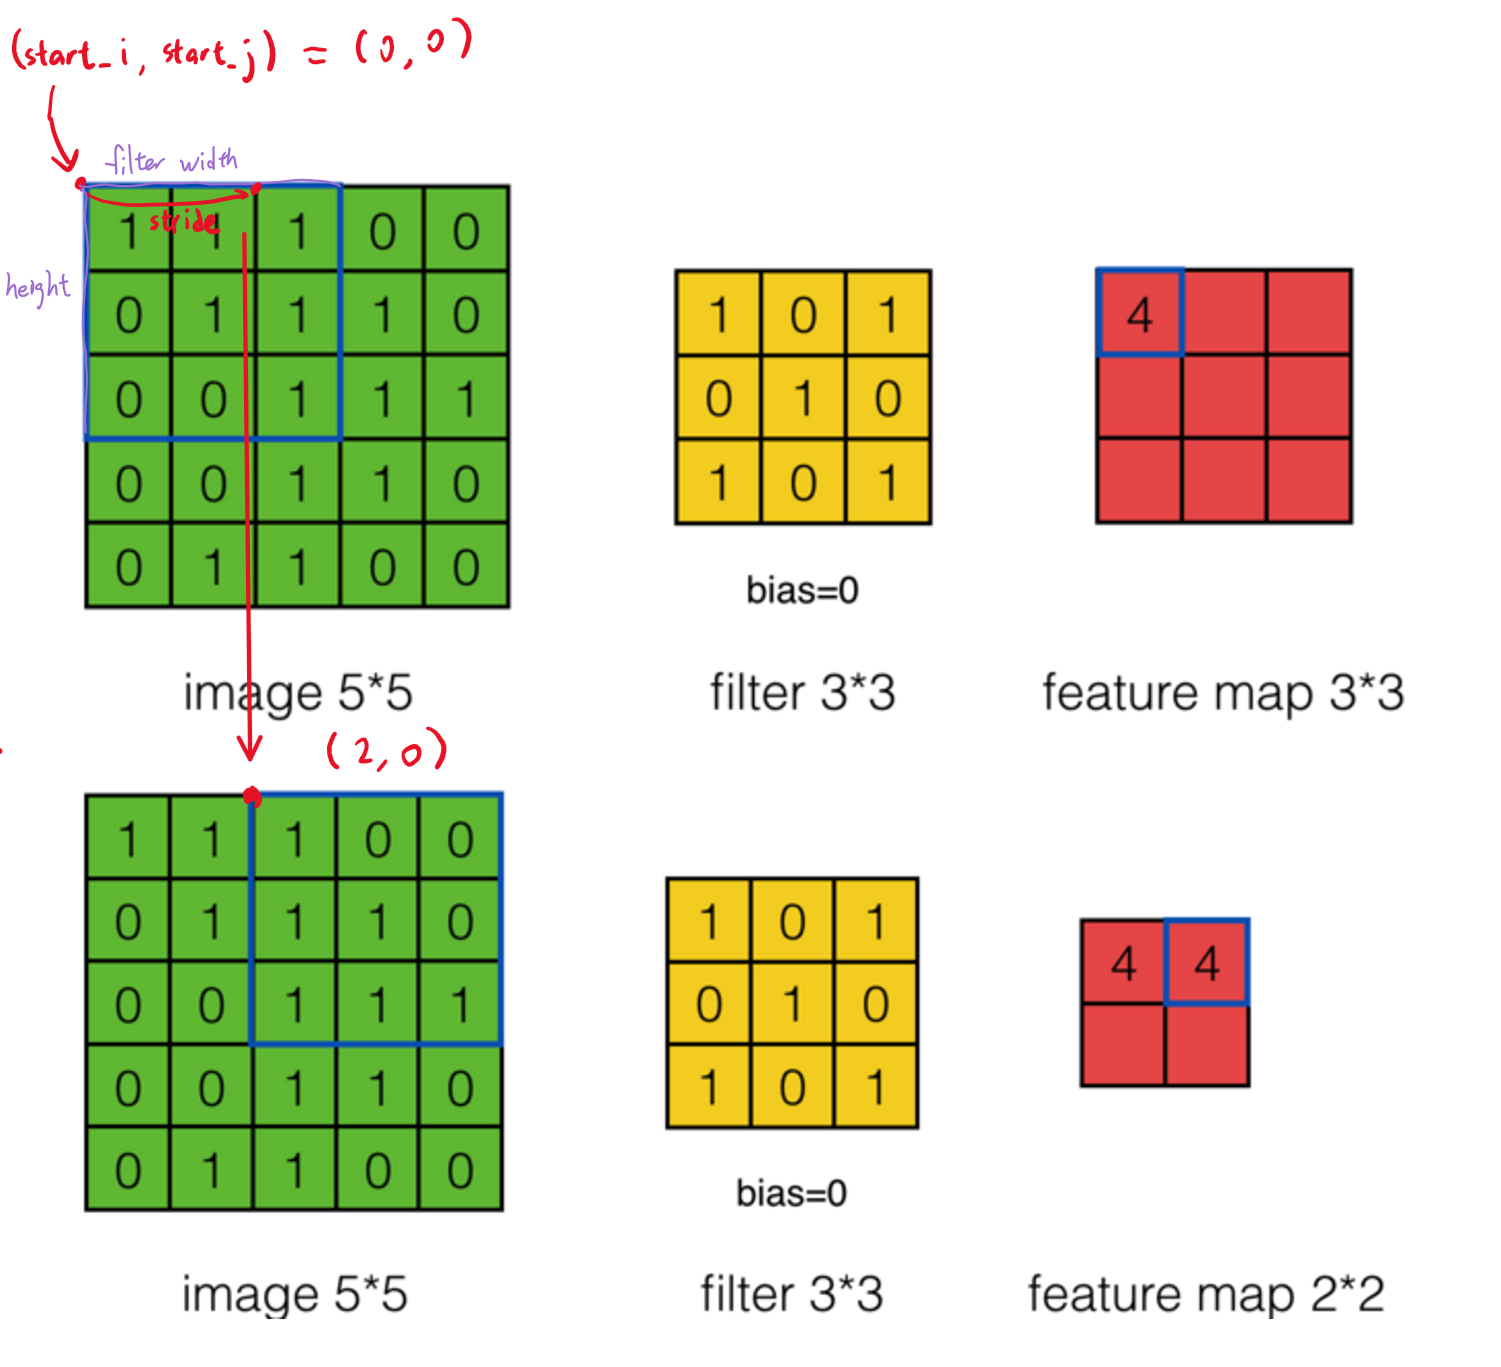 (start_i, start_j) = (0,0)
filter width
stride
height
1 1 1 0 0
0 1 1 1 0
0 0 1 1 1
0 0 1 1 0
0 1 1 0 0
image 5*5
1 0 1
0 1 0
1 0 1
bias=0
filter 3*3
4
feature map 3*3
(2,0)
1 1 1 0 0
0 1 1 1 0
0 0 1 1 1
0 0 1 1 0
0 1 1 0 0
image 5*5
1 0 1
0 1 0
1 0 1
bias=0
filter 3*3
4 4
feature map 2*2